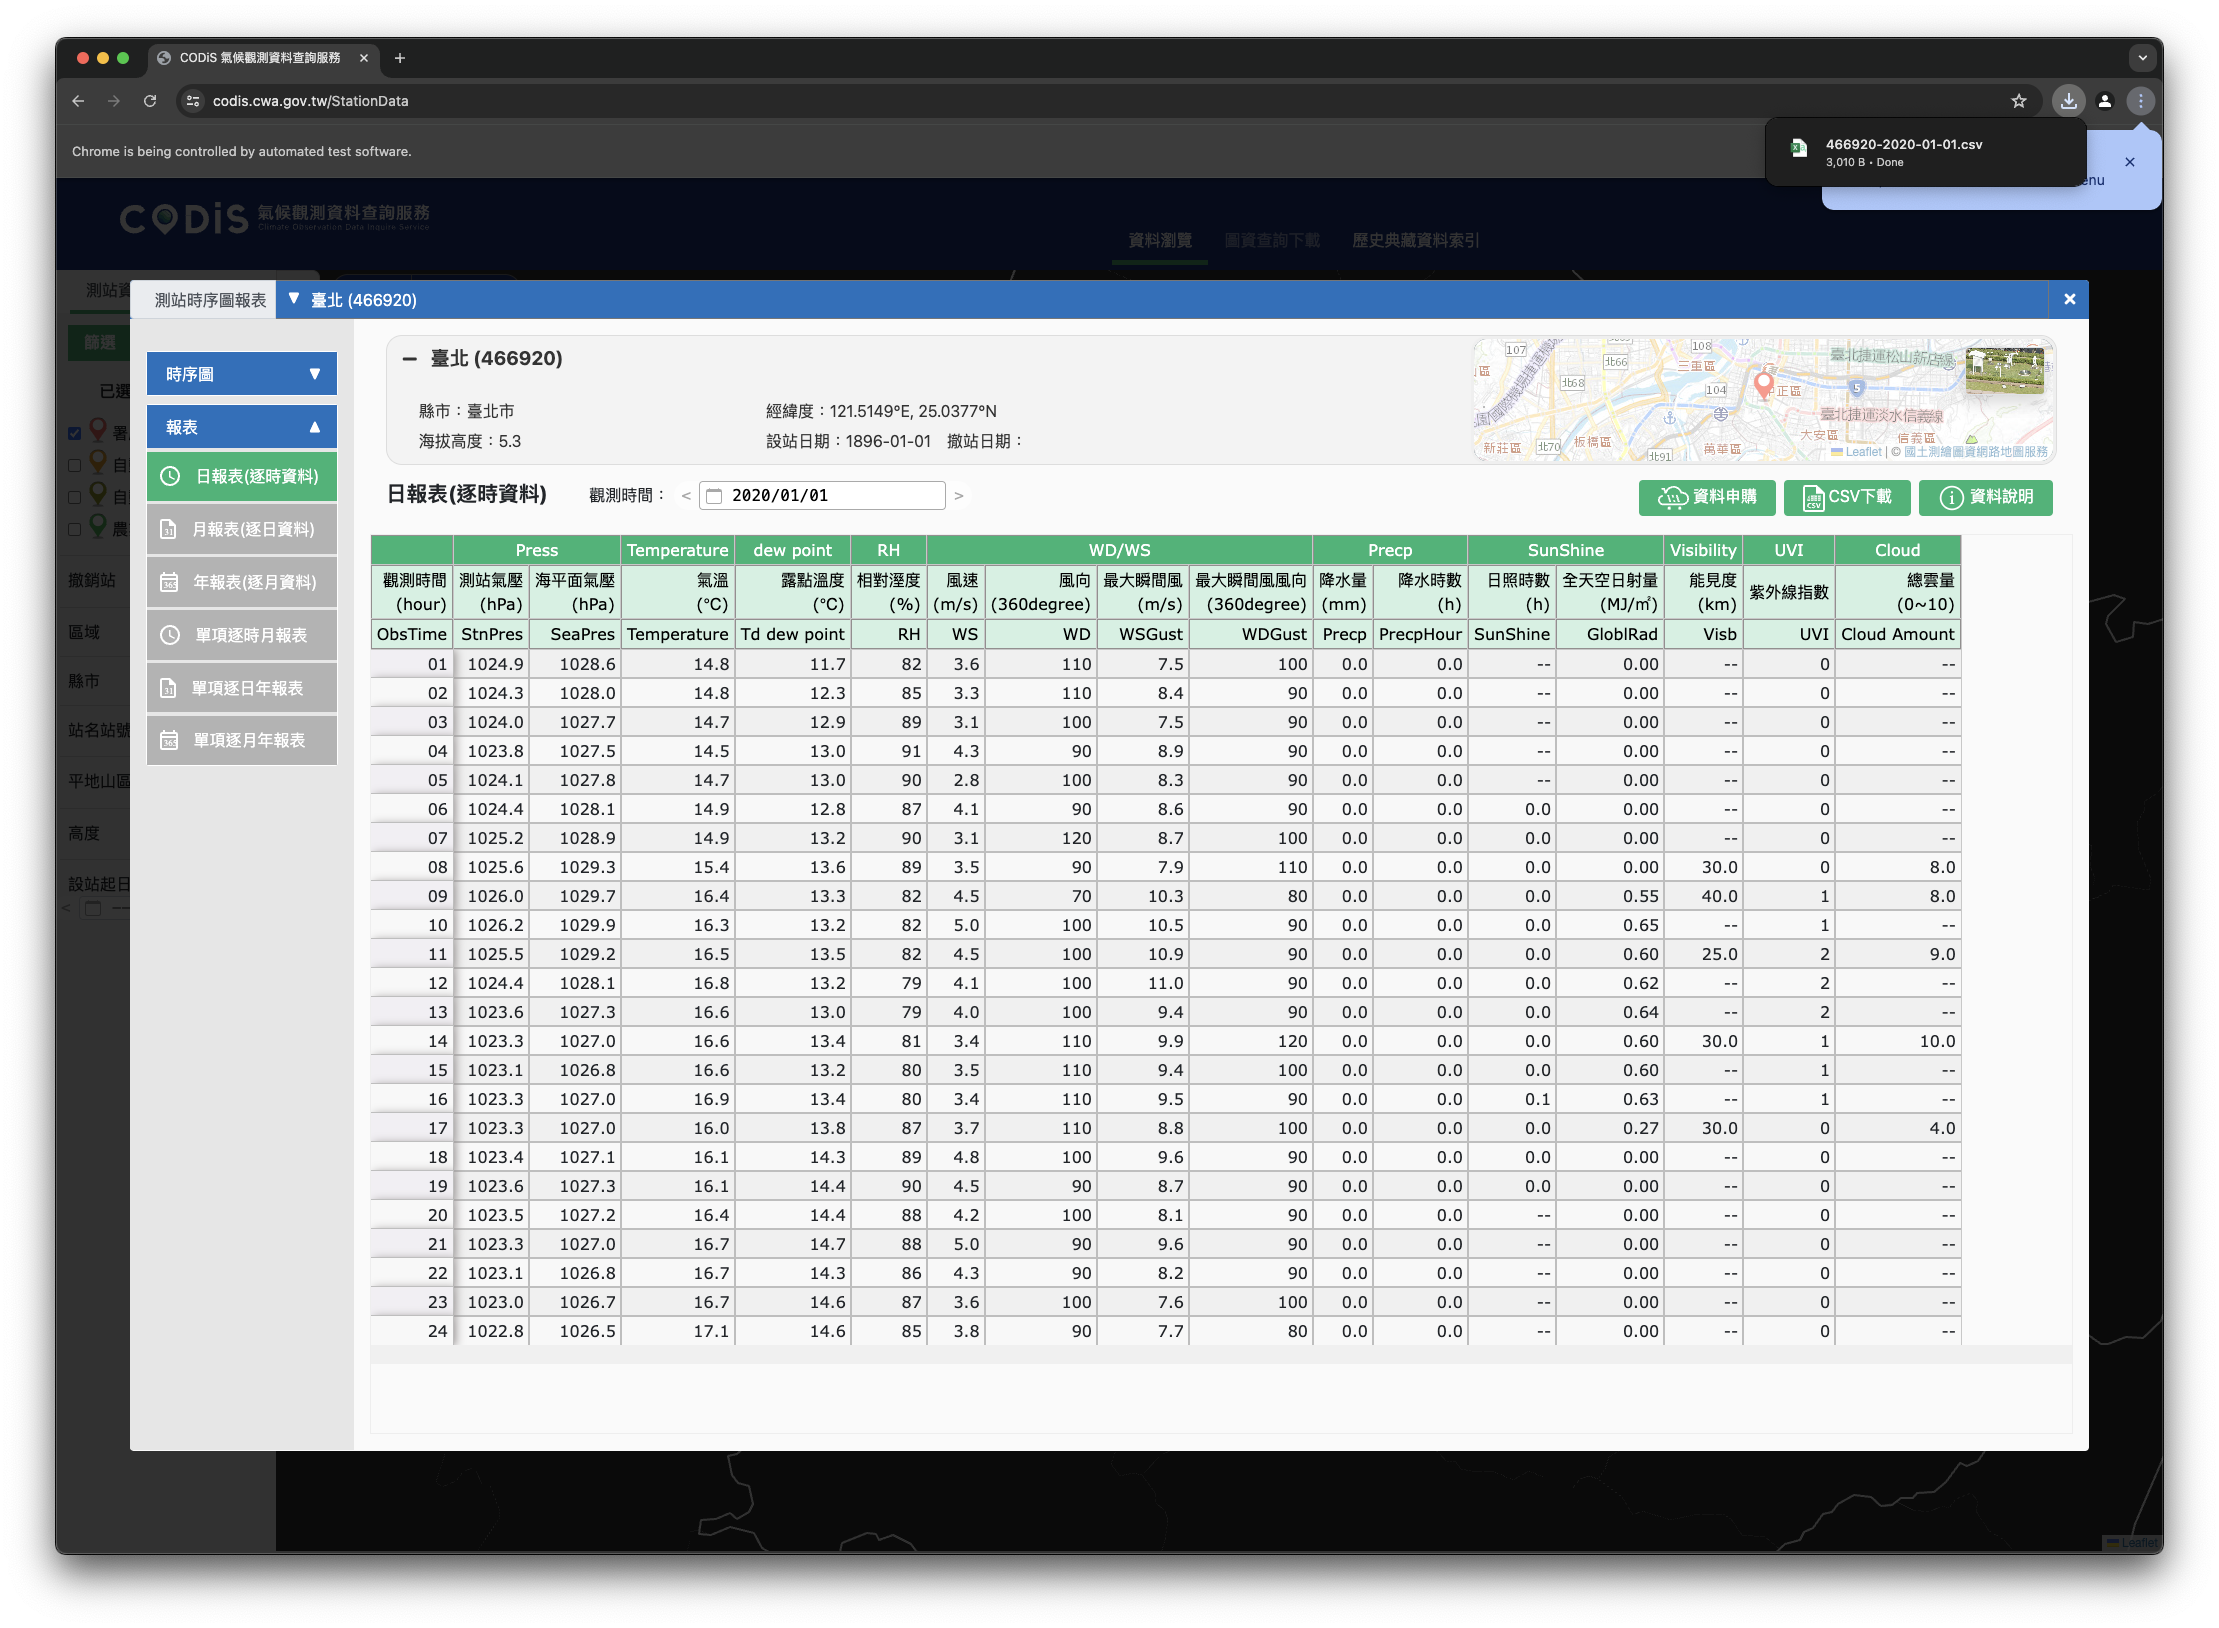 CODiS 氣候觀測資料查詢服務
codis.cwa.gov.tw/StationData
Chrome is being controlled by automated test software.
466920-2020-01-01.csv
3,010 B • Done
CODiS 氣候觀測資料查詢服務
Climate Observation Data Inquire Service
資料瀏覽 圖資查詢下載 歷史典藏資料索引
測站時序圖報表 ▼ 臺北 (466920)
篩選
撤銷站
區域
縣市
站名站號
平地山區
高度
設站起日
時序圖 ▼
報表 ▲
日報表(逐時資料)
月報表(逐日資料)
年報表(逐月資料)
單項逐時月報表
單項逐日年報表
單項逐月年報表
臺北 (466920)
縣市：臺北市 經緯度：121.5149°E, 25.0377°N
海拔高度：5.3 設站日期：1896-01-01 撤站日期：
107
北66
108
三重區
北68
104
中正區
5
臺北捷運松山新店線
臺北捷運淡水信義線
大安區
信義區
新莊區
北70
板橋區
北91
萬華區
Leaflet | © 國土測繪圖資網路地圖服務
日報表(逐時資料) 觀測時間： < 2020/01/01 >
資料申購 CSV下載 資料說明
Press Temperature dew point RH WD/WS Precp SunShine Visibility UVI Cloud
觀測時間 測站氣壓 海平面氣壓 氣溫 露點溫度 相對溼度 風速 風向 最大瞬間風 最大瞬間風風向 降水量 降水時數 日照時數 全天空日射量 能見度 紫外線指數 總雲量
(hour) (hPa) (hPa) (℃) (℃) (%) (m/s) (360degree) (m/s) (360degree) (mm) (h) (h) (MJ/㎡) (km) (0~10)
ObsTime StnPres SeaPres Temperature Td dew point RH WS WD WSGust WDGust Precp PrecpHour SunShine GloblRad Visb UVI Cloud Amount
01 1024.9 1028.6 14.8 11.7 82 3.6 110 7.5 100 0.0 0.0 -- 0.00 -- 0 --
02 1024.3 1028.0 14.8 12.3 85 3.3 110 8.4 90 0.0 0.0 -- 0.00 -- 0 --
03 1024.0 1027.7 14.7 12.9 89 3.1 100 7.5 90 0.0 0.0 -- 0.00 -- 0 --
04 1023.8 1027.5 14.5 13.0 91 4.3 90 8.9 90 0.0 0.0 -- 0.00 -- 0 --
05 1024.1 1027.8 14.7 13.0 90 2.8 100 8.3 90 0.0 0.0 -- 0.00 -- 0 --
06 1024.4 1028.1 14.9 12.8 87 4.1 90 8.6 90 0.0 0.0 0.0 0.00 -- 0 --
07 1025.2 1028.9 14.9 13.2 90 3.1 120 8.7 100 0.0 0.0 0.0 0.00 -- 0 --
08 1025.6 1029.3 15.4 13.6 89 3.5 90 7.9 110 0.0 0.0 0.0 0.00 30.0 0 8.0
09 1026.0 1029.7 16.4 13.3 82 4.5 70 10.3 80 0.0 0.0 0.0 0.55 40.0 1 8.0
10 1026.2 1029.9 16.3 13.2 82 5.0 100 10.5 90 0.0 0.0 0.0 0.65 -- 1 --
11 1025.5 1029.2 16.5 13.5 82 4.5 100 10.9 90 0.0 0.0 0.0 0.60 25.0 2 9.0
12 1024.4 1028.1 16.8 13.2 79 4.1 100 11.0 90 0.0 0.0 0.0 0.62 -- 2 --
13 1023.6 1027.3 16.6 13.0 79 4.0 100 9.4 90 0.0 0.0 0.0 0.64 -- 2 --
14 1023.3 1027.0 16.6 13.4 81 3.4 110 9.9 120 0.0 0.0 0.0 0.60 30.0 1 10.0
15 1023.1 1026.8 16.6 13.2 80 3.5 110 9.4 100 0.0 0.0 0.0 0.60 -- 1 --
16 1023.3 1027.0 16.9 13.4 80 3.4 110 9.5 90 0.0 0.0 0.1 0.63 -- 1 --
17 1023.3 1027.0 16.0 13.8 87 3.7 110 8.8 100 0.0 0.0 0.0 0.27 30.0 0 4.0
18 1023.4 1027.1 16.1 14.3 89 4.8 100 9.6 90 0.0 0.0 0.0 0.00 -- 0 --
19 1023.6 1027.3 16.1 14.4 90 4.5 90 8.7 90 0.0 0.0 0.0 0.00 -- 0 --
20 1023.5 1027.2 16.4 14.4 88 4.2 100 8.1 90 0.0 0.0 -- 0.00 -- 0 --
21 1023.3 1027.0 16.7 14.7 88 5.0 90 9.6 90 0.0 0.0 -- 0.00 -- 0 --
22 1023.1 1026.8 16.7 14.3 86 4.3 90 8.2 90 0.0 0.0 -- 0.00 -- 0 --
23 1023.0 1026.7 16.7 14.6 87 3.6 100 7.6 100 0.0 0.0 -- 0.00 -- 0 --
24 1022.8 1026.5 17.1 14.6 85 3.8 90 7.7 80 0.0 0.0 -- 0.00 -- 0 --
Leaflet